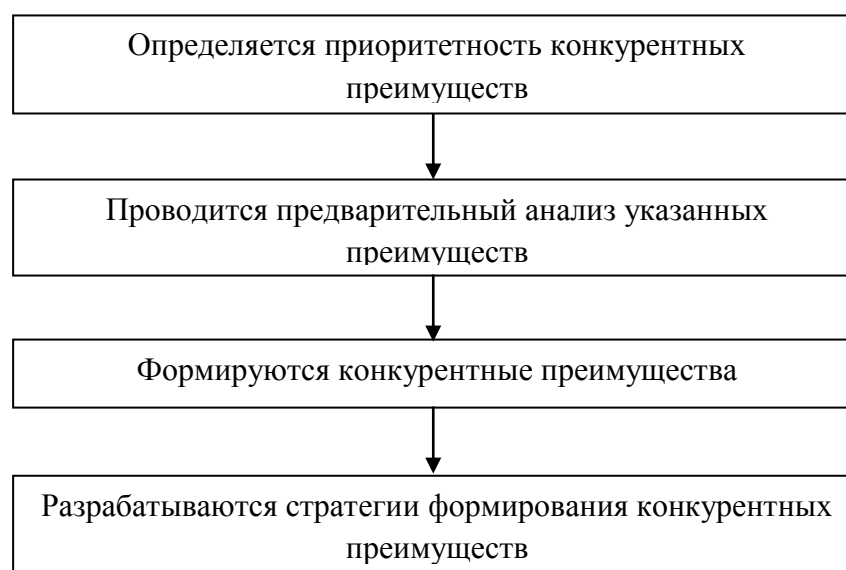 Определяется приоритетность конкурентных
преимуществ
Проводится предварительный анализ указанных
преимуществ
Формируются конкурентные преимущества
Разрабатываются стратегии формирования конкурентных
преимуществ